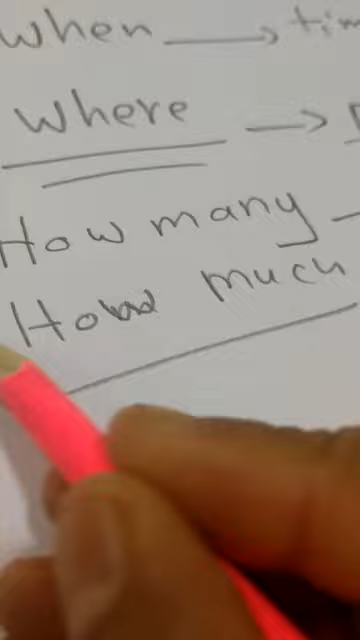 When → tim
Where →
How many
How much